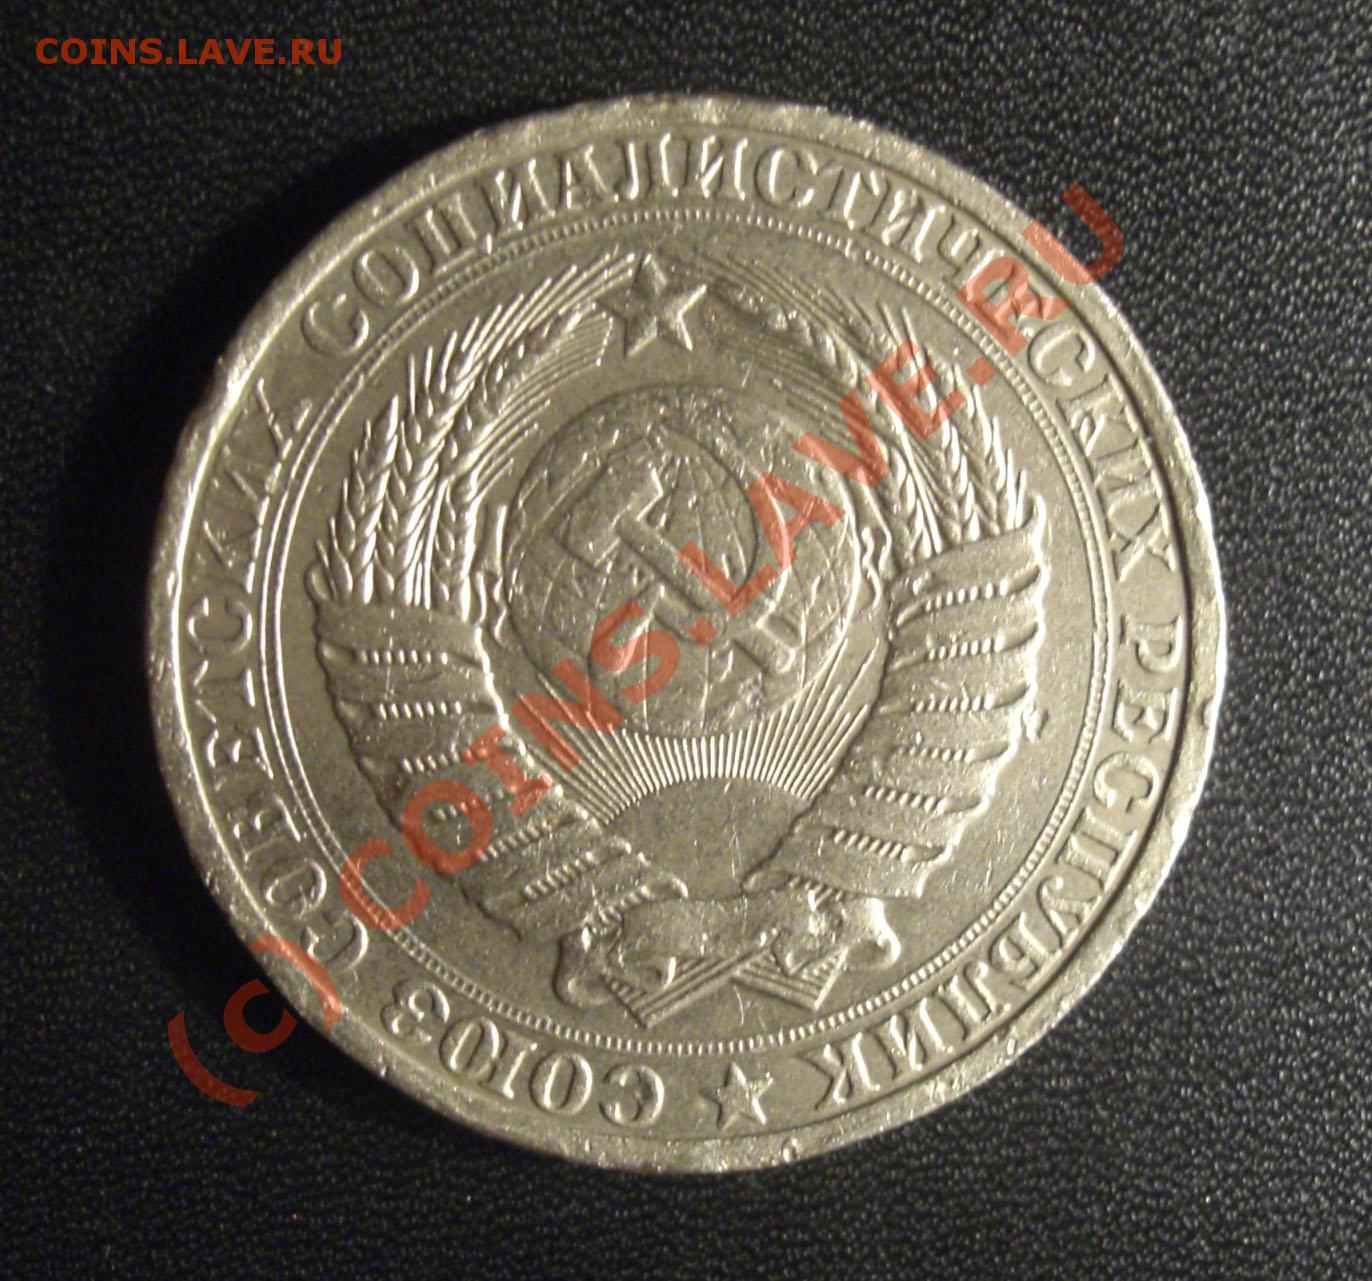 COINS.LAVE.RU
СОЮЗ СОВЕТСКИХ СОЦИАЛИСТИЧЕСКИХ РЕСПУБЛИК
(c) COINS.LAVE.RU